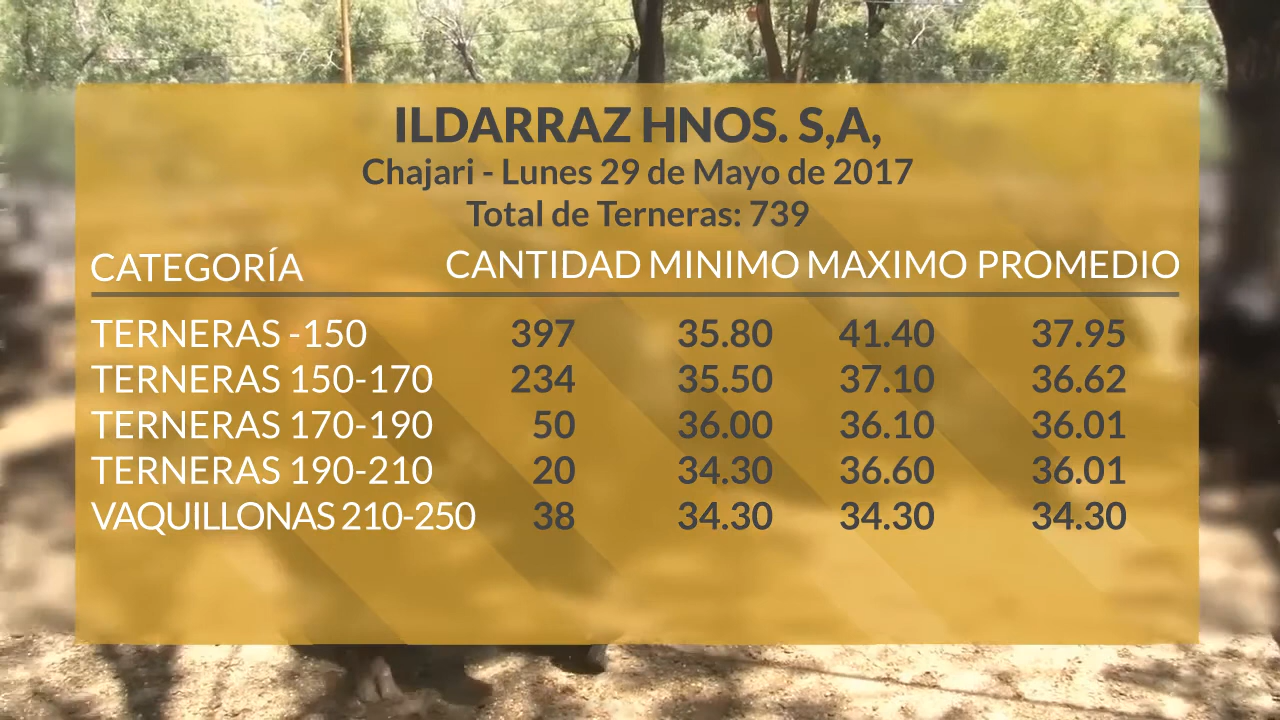 ILDARRAZ HNOS. S,A,
Chajari - Lunes 29 de Mayo de 2017
Total de Terneras: 739
CATEGORÍA CANTIDAD MINIMO MAXIMO PROMEDIO
TERNERAS -150 397 35.80 41.40 37.95
TERNERAS 150-170 234 35.50 37.10 36.62
TERNERAS 170-190 50 36.00 36.10 36.01
TERNERAS 190-210 20 34.30 36.60 36.01
VAQUILLONAS 210-250 38 34.30 34.30 34.30